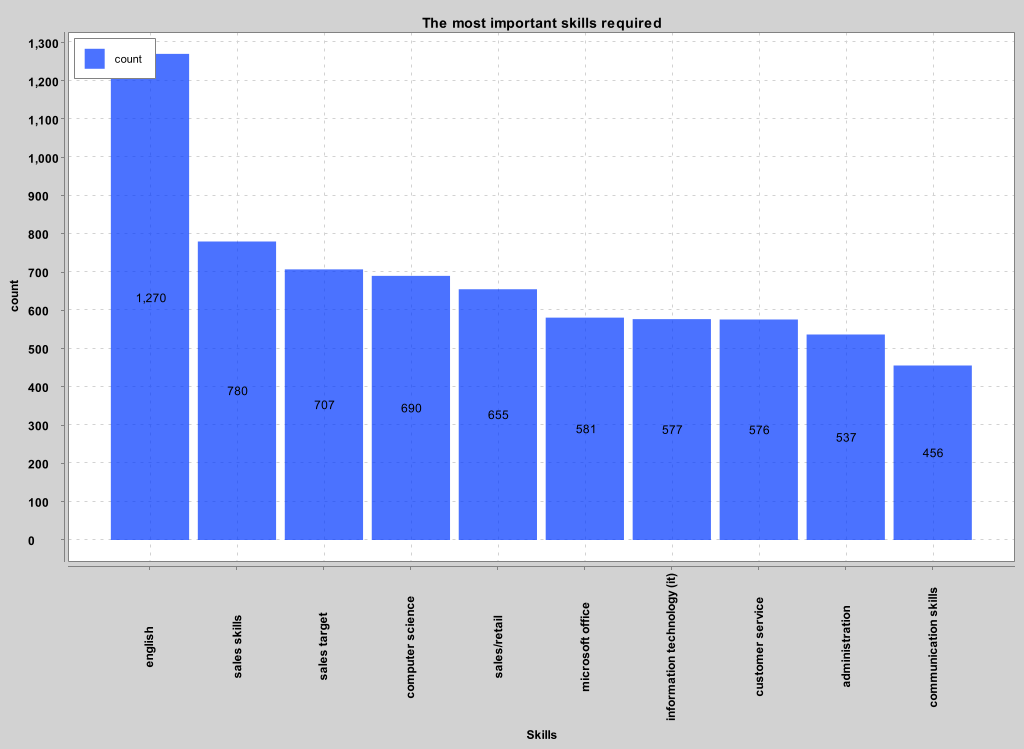 The most important skills required
count
1,300
1,200
1,100
1,000
900
800
700
600
500
400
300
200
100
0
count
1,270
780
707
690
655
581
577
576
537
456
english
sales skills
sales target
computer science
sales/retail
microsoft office
information technology (it)
customer service
administration
communication skills
Skills